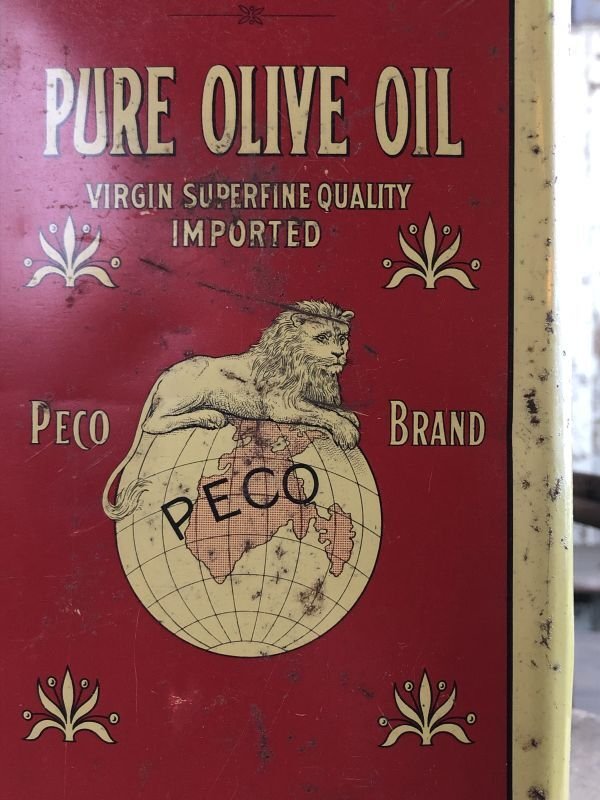 PURE OLIVE OIL
VIRGIN SUPERFINE QUALITY
IMPORTED
PECO BRAND
PECO